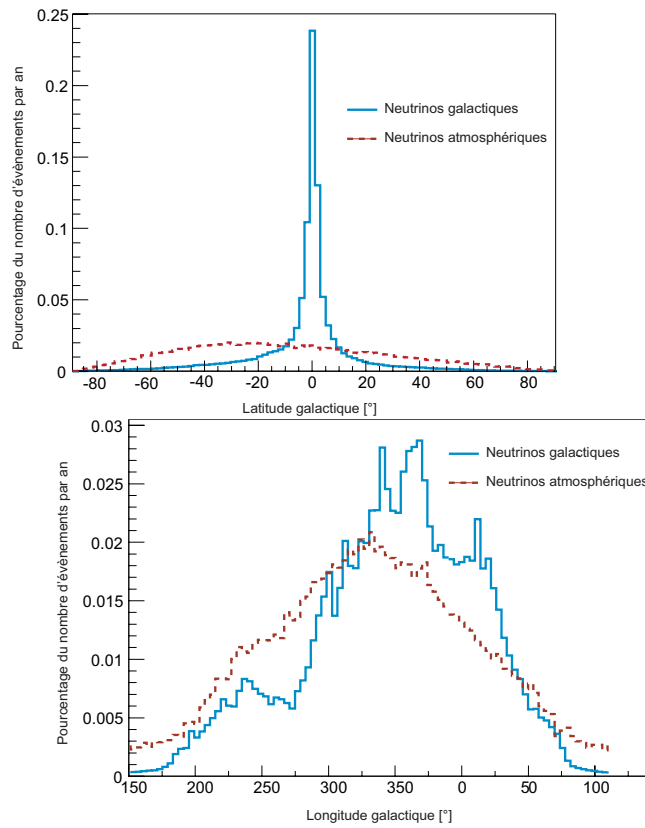 Pourcentage du nombre d'évènements par an
0.25
0.2
0.15
0.1
0.05
0
Neutrinos galactiques
Neutrinos atmosphériques
-80 -60 -40 -20 0 20 40 60 80
Latitude galactique [°]
Pourcentage du nombre d'évènements par an
0.03
0.025
0.02
0.015
0.01
0.005
0
Neutrinos galactiques
Neutrinos atmosphériques
150 200 250 300 350 0 50 100
Longitude galactique [°]